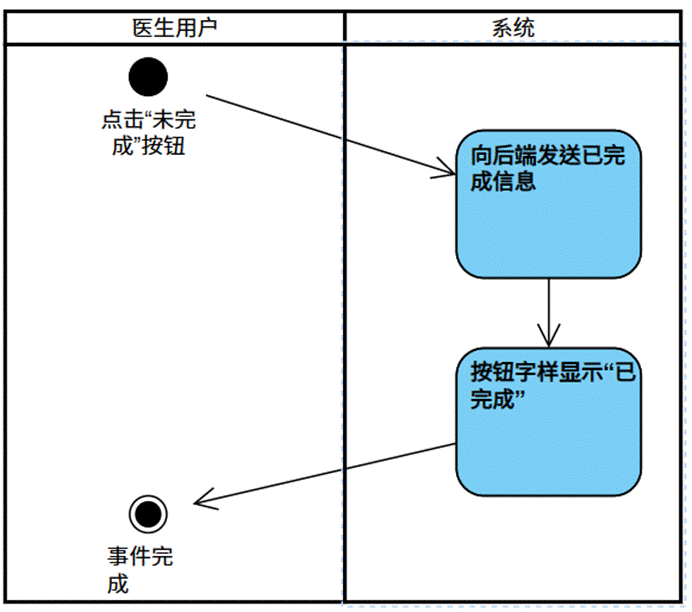 医生用户
系统
点击“未完
成”按钮
向后端发送已完
成信息
按钮字样显示“已
完成”
事件完
成